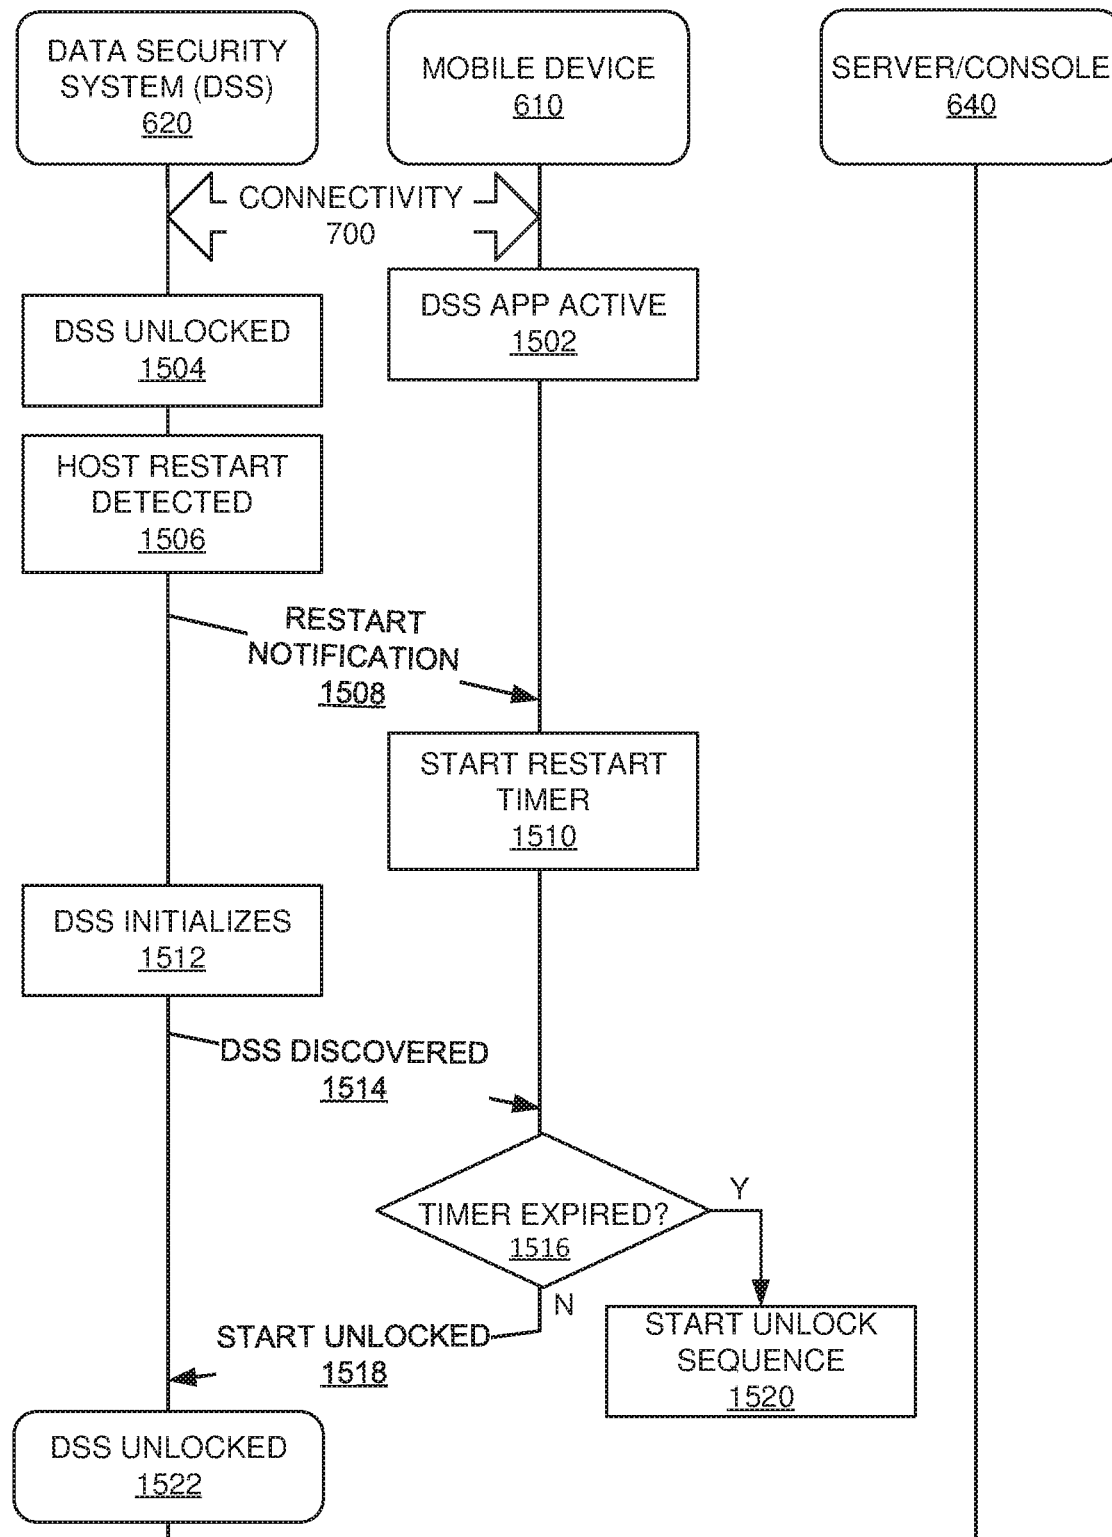 DATA SECURITY
SYSTEM (DSS)
620
MOBILE DEVICE
610
SERVER/CONSOLE
640
CONNECTIVITY
700
DSS APP ACTIVE
1502
DSS UNLOCKED
1504
HOST RESTART
DETECTED
1506
RESTART
NOTIFICATION
1508
START RESTART
TIMER
1510
DSS INITIALIZES
1512
DSS DISCOVERED
1514
TIMER EXPIRED?
1516
Y
N
START UNLOCKED
1518
START UNLOCK
SEQUENCE
1520
DSS UNLOCKED
1522